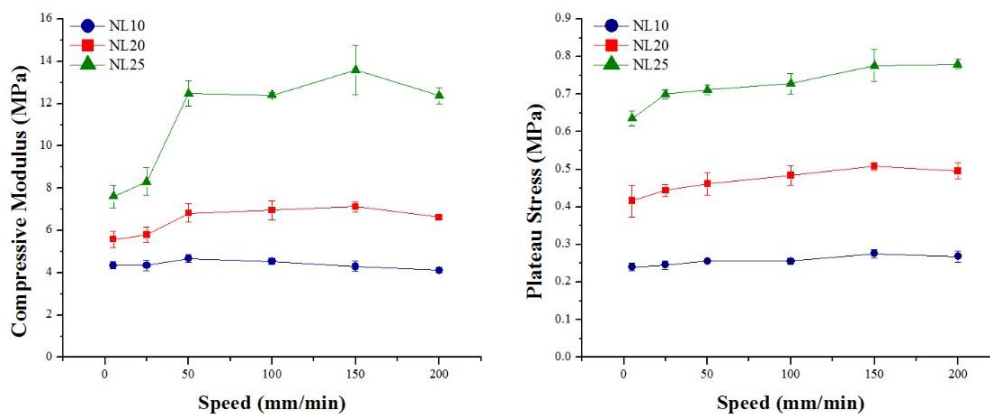 16
14
12
10
8
6
4
2
0
Compressive Modulus (MPa)
NL10
NL20
NL25
0 50 100 150 200
Speed (mm/min)
0.9
0.8
0.7
0.6
0.5
0.4
0.3
0.2
0.1
0.0
Plateau Stress (MPa)
NL10
NL20
NL25
0 50 100 150 200
Speed (mm/min)